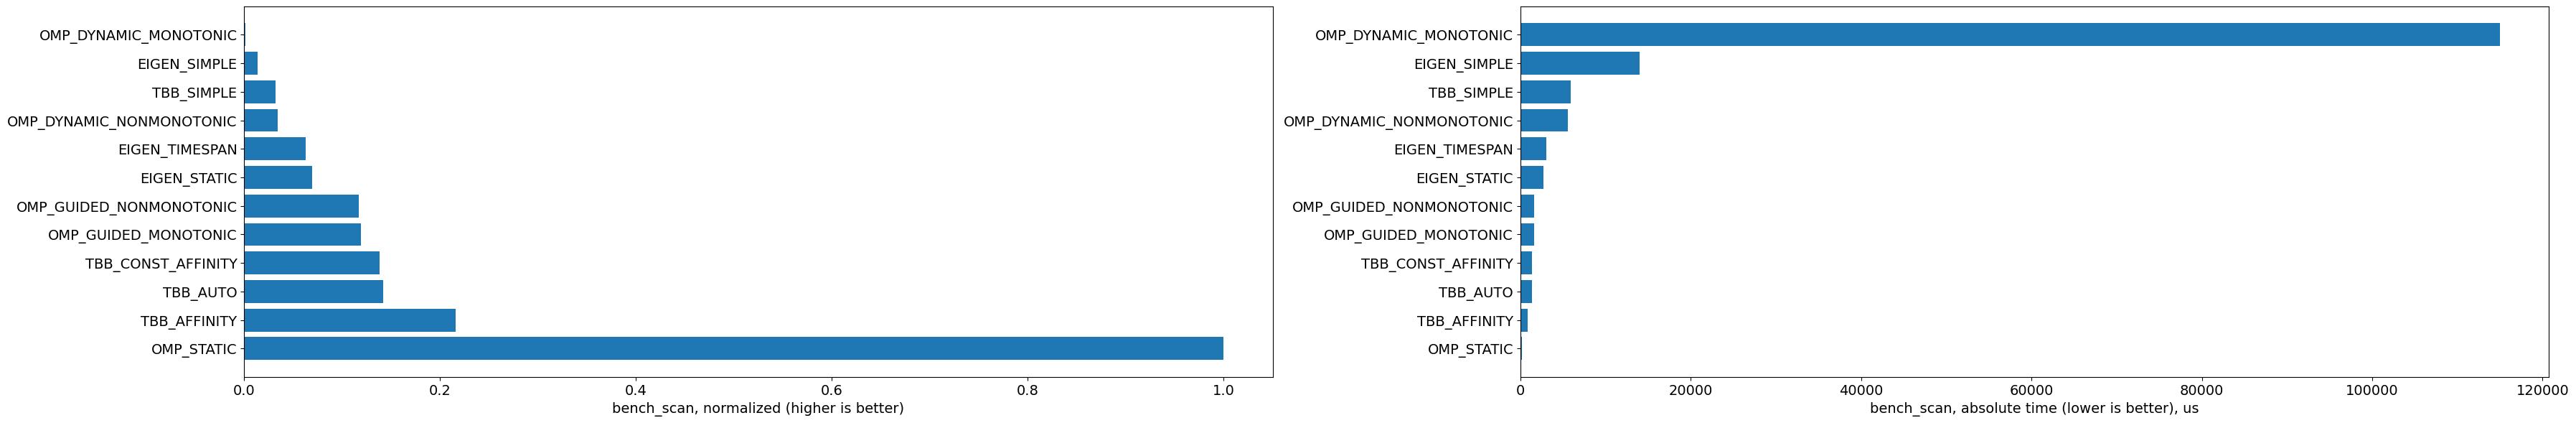 OMP_DYNAMIC_MONOTONIC
EIGEN_SIMPLE
TBB_SIMPLE
OMP_DYNAMIC_NONMONOTONIC
EIGEN_TIMESPAN
EIGEN_STATIC
OMP_GUIDED_NONMONOTONIC
OMP_GUIDED_MONOTONIC
TBB_CONST_AFFINITY
TBB_AUTO
TBB_AFFINITY
OMP_STATIC
0.0 0.2 0.4 0.6 0.8 1.0
bench_scan, normalized (higher is better)
OMP_DYNAMIC_MONOTONIC
EIGEN_SIMPLE
TBB_SIMPLE
OMP_DYNAMIC_NONMONOTONIC
EIGEN_TIMESPAN
EIGEN_STATIC
OMP_GUIDED_NONMONOTONIC
OMP_GUIDED_MONOTONIC
TBB_CONST_AFFINITY
TBB_AUTO
TBB_AFFINITY
OMP_STATIC
0 20000 40000 60000 80000 100000 120000
bench_scan, absolute time (lower is better), us